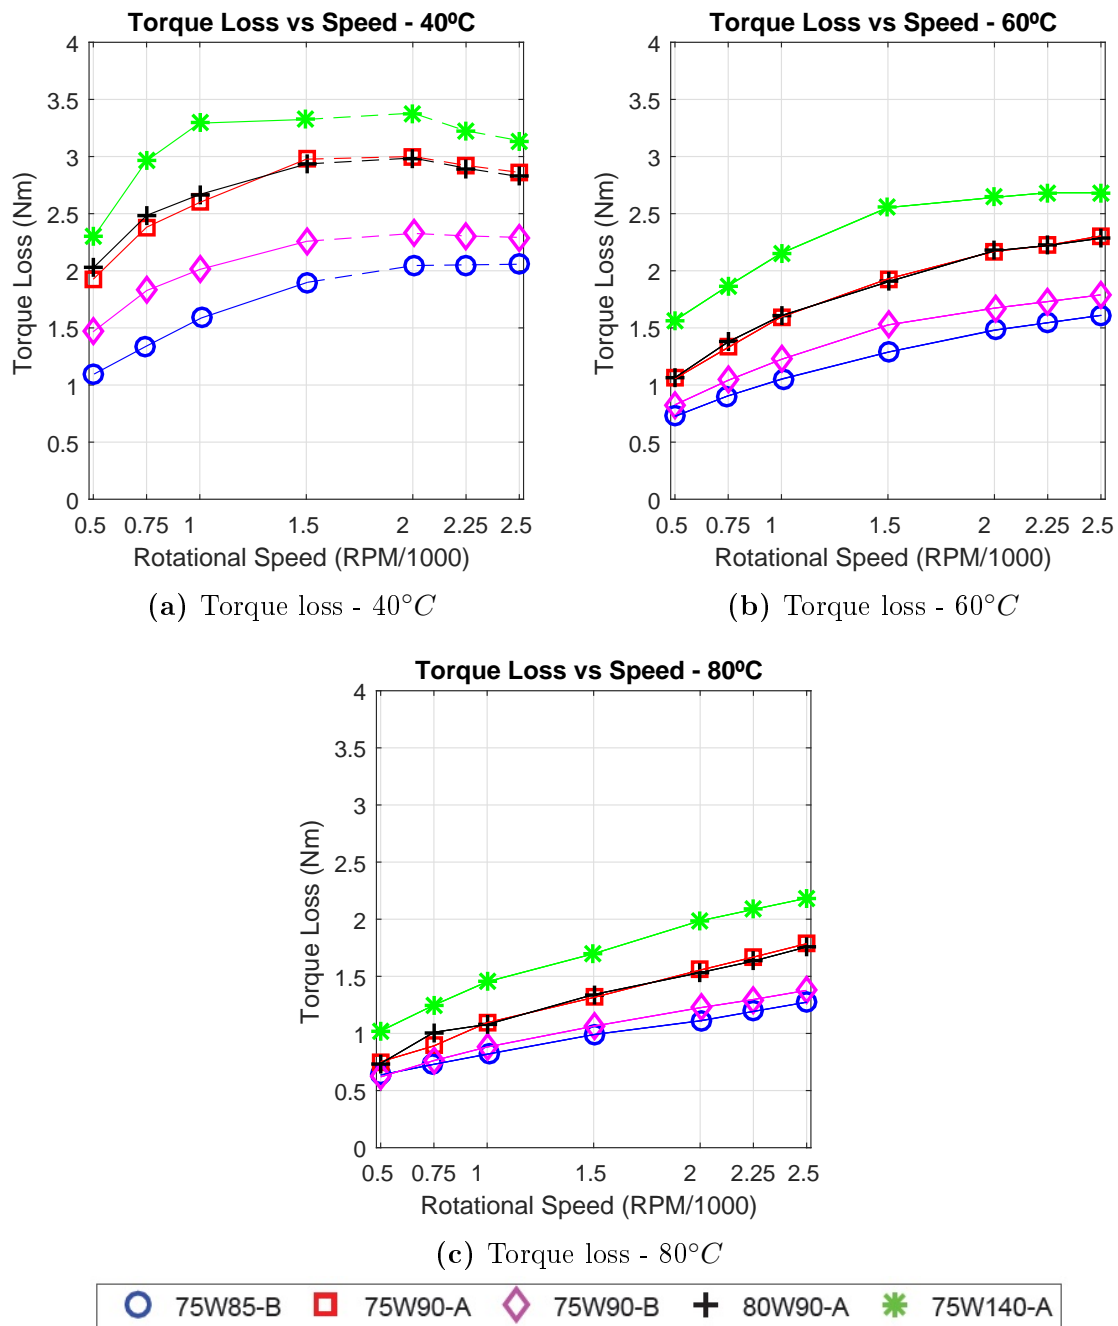 Torque Loss vs Speed - 40ºC
4
3.5
3
2.5
2
1.5
1
0.5
0
Torque Loss (Nm)
0.5 0.75 1 1.5 2 2.25 2.5
Rotational Speed (RPM/1000)
(a) Torque loss - 40°C
Torque Loss vs Speed - 60ºC
4
3.5
3
2.5
2
1.5
1
0.5
0
Torque Loss (Nm)
0.5 0.75 1 1.5 2 2.25 2.5
Rotational Speed (RPM/1000)
(b) Torque loss - 60°C
Torque Loss vs Speed - 80ºC
4
3.5
3
2.5
2
1.5
1
0.5
0
Torque Loss (Nm)
0.5 0.75 1 1.5 2 2.25 2.5
Rotational Speed (RPM/1000)
(c) Torque loss - 80°C
75W85-B 75W90-A 75W90-B 80W90-A 75W140-A